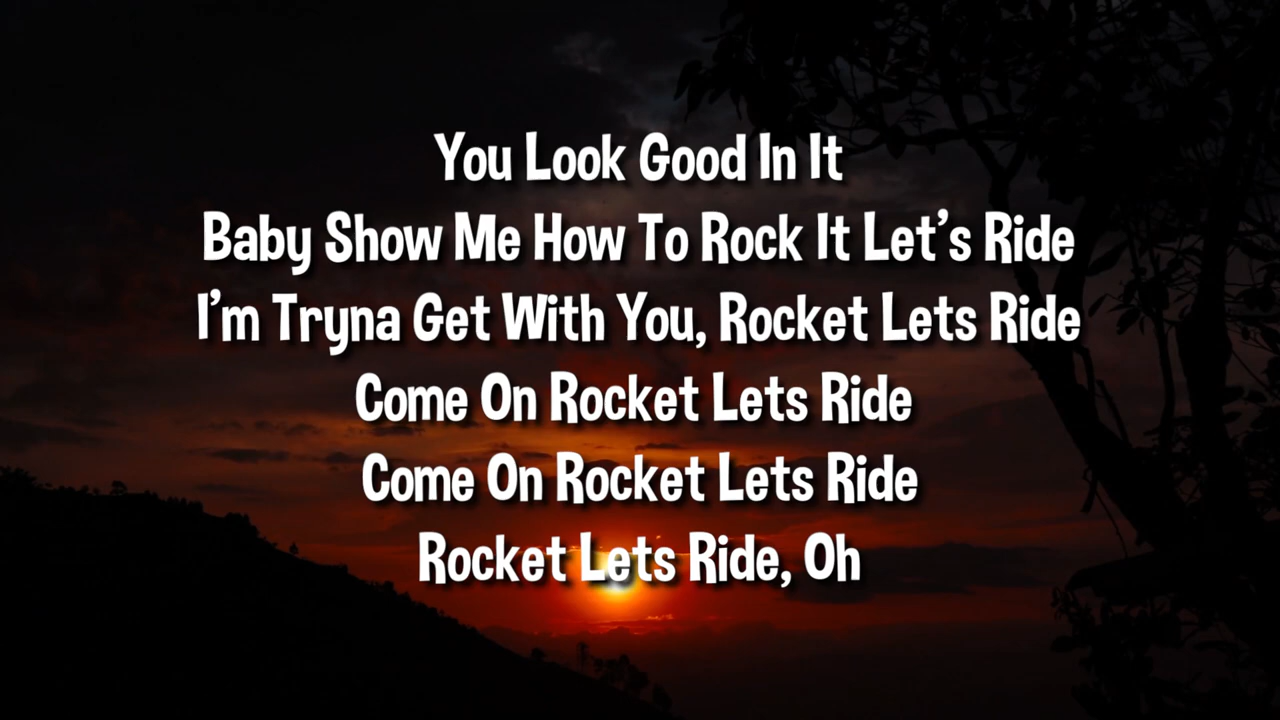 You Look Good In It
Baby Show Me How To Rock It Let's Ride
I'm Tryna Get With You, Rocket Lets Ride
Come On Rocket Lets Ride
Come On Rocket Lets Ride
Rocket Lets Ride, Oh